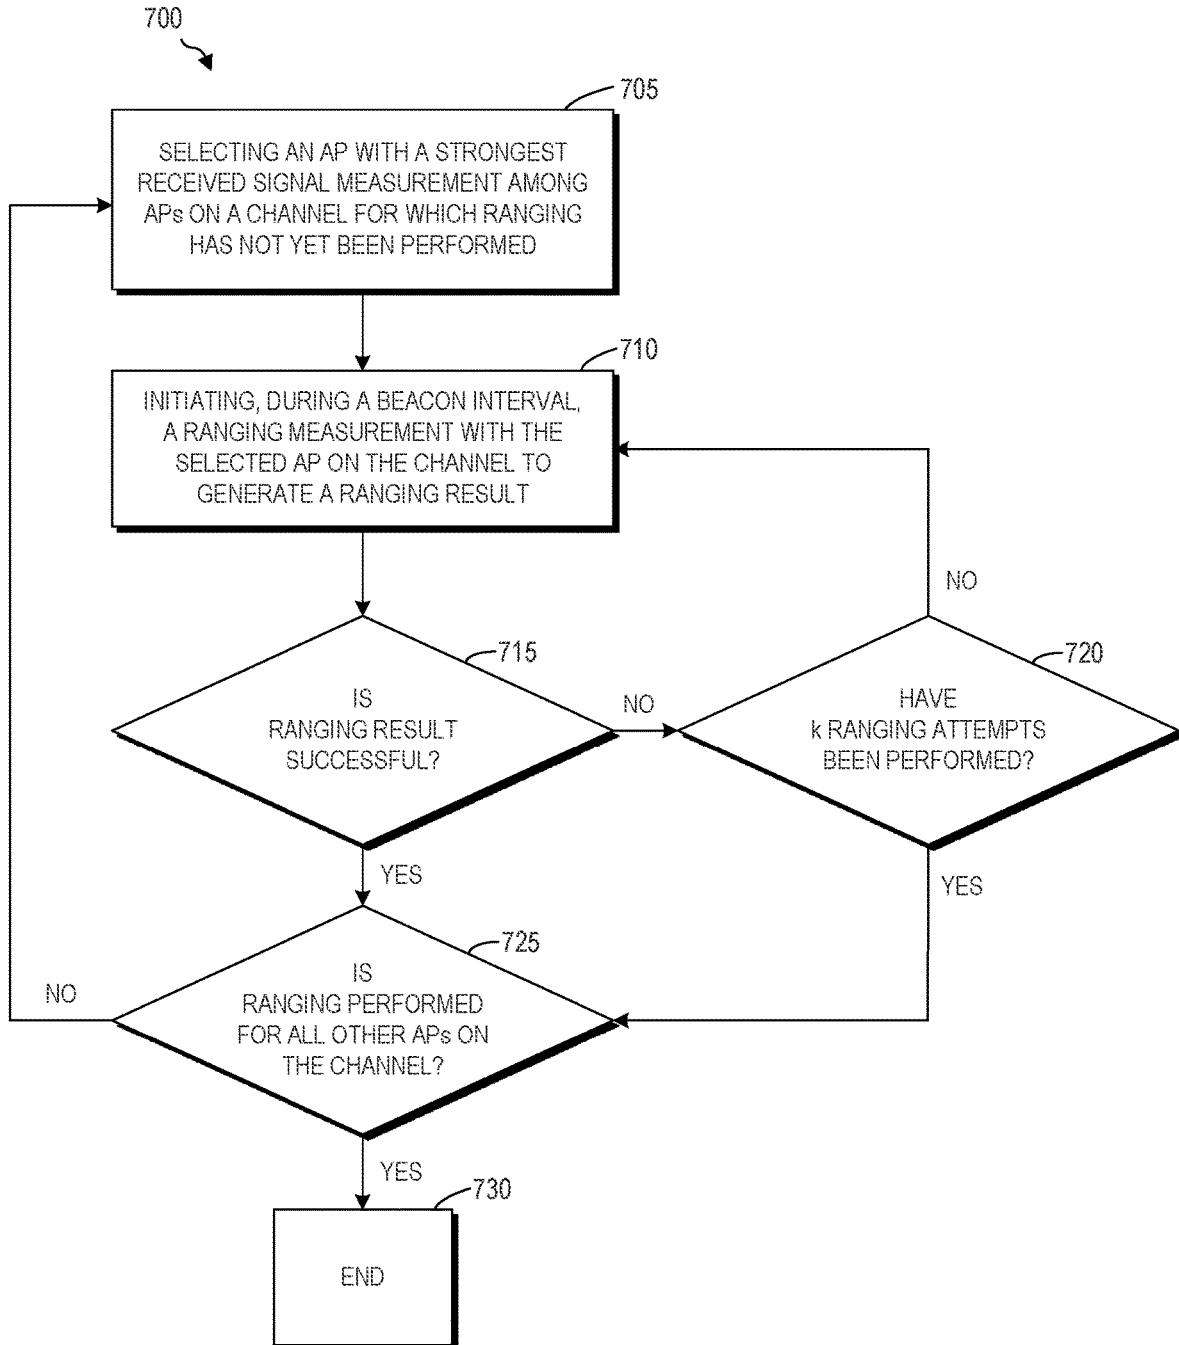 700
705
SELECTING AN AP WITH A STRONGEST
RECEIVED SIGNAL MEASUREMENT AMONG
APs ON A CHANNEL FOR WHICH RANGING
HAS NOT YET BEEN PERFORMED
710
INITIATING, DURING A BEACON INTERVAL,
A RANGING MEASUREMENT WITH THE
SELECTED AP ON THE CHANNEL TO
GENERATE A RANGING RESULT
NO
715
IS
RANGING RESULT
SUCCESSFUL?
NO
720
HAVE
k RANGING ATTEMPTS
BEEN PERFORMED?
YES
YES
725
IS
RANGING PERFORMED
FOR ALL OTHER APs ON
THE CHANNEL?
NO
YES
730
END